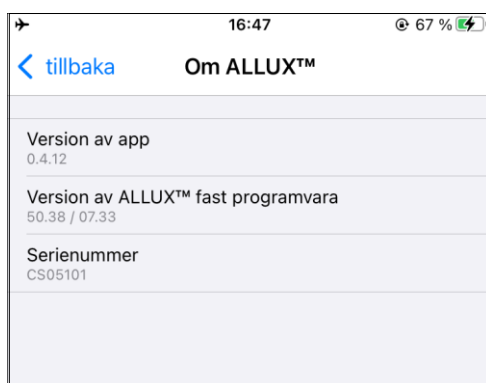 16:47
67 %
tillbaka
Om ALLUX™
Version av app
0.4.12
Version av ALLUX™ fast programvara
50.38 / 07.33
Serienummer
CS05101